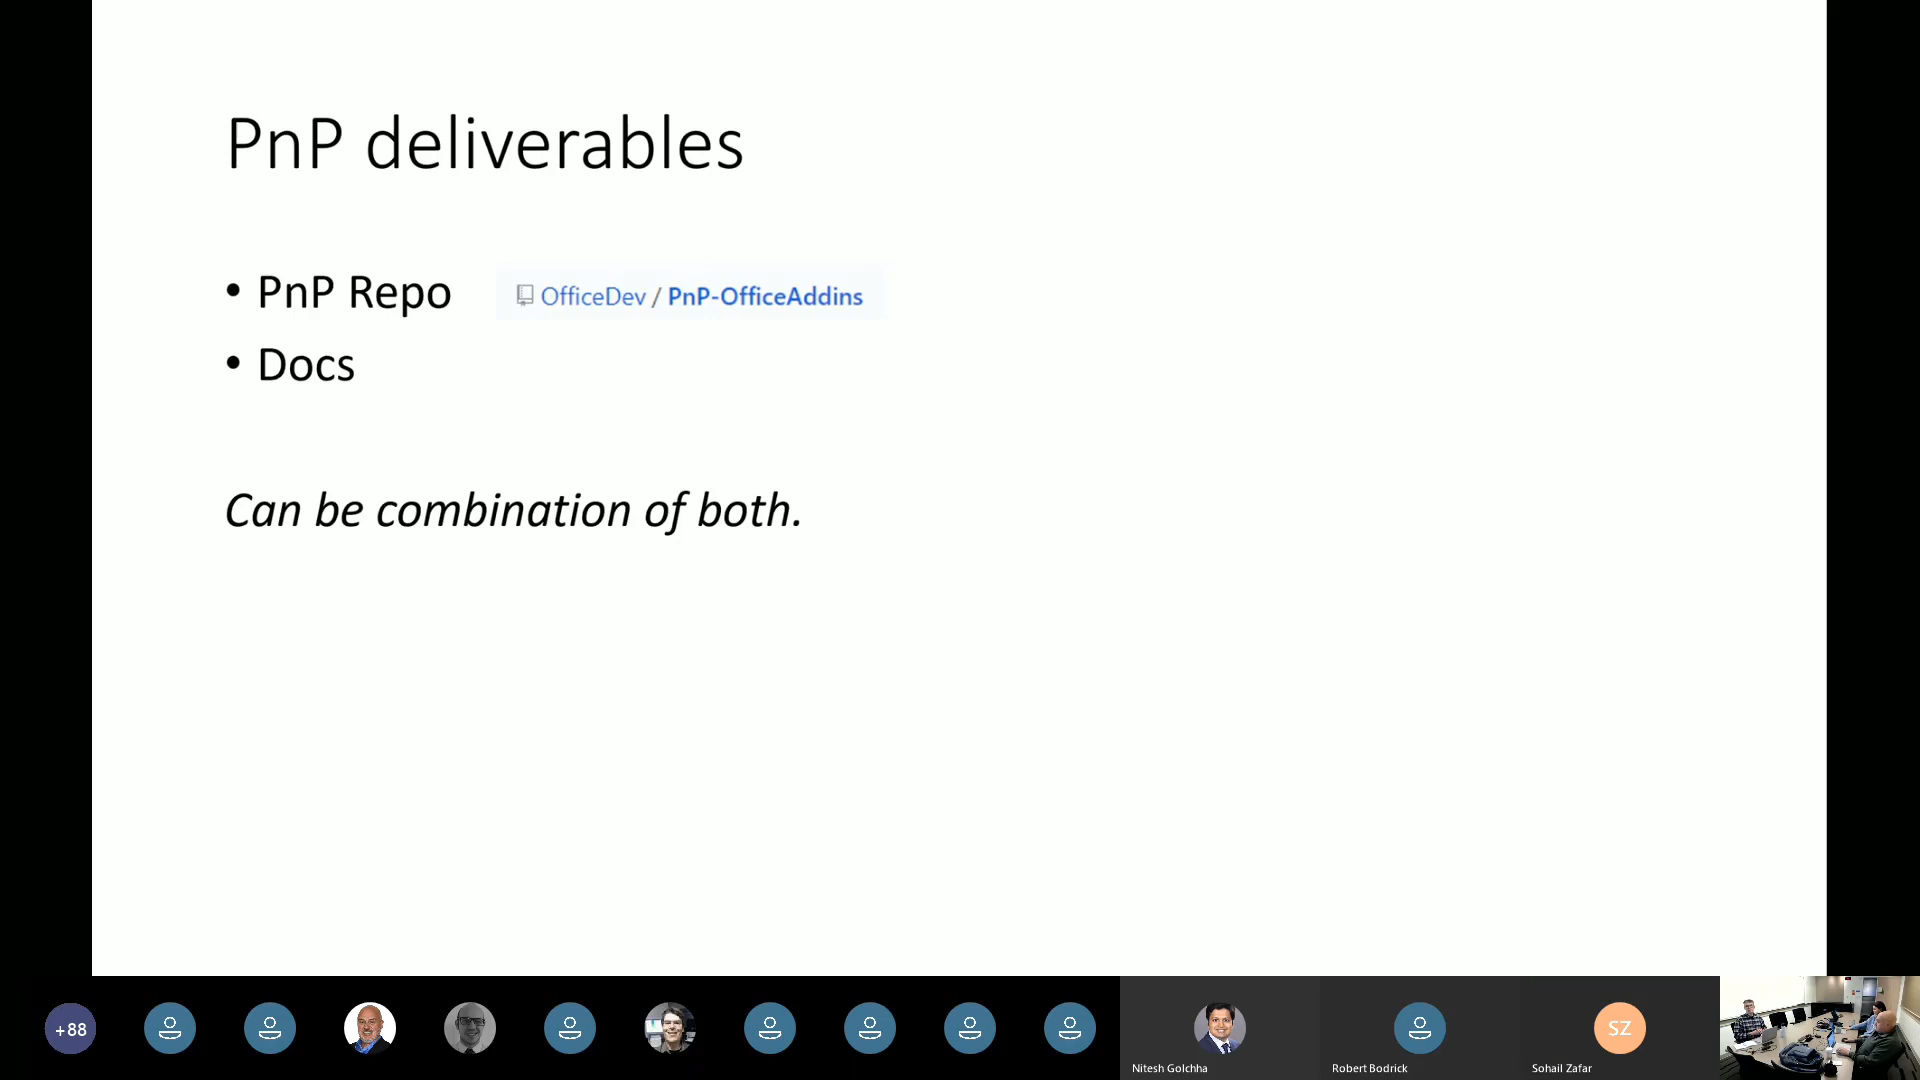 PnP deliverables
• PnP Repo
OfficeDev / PnP-OfficeAddins
• Docs
Can be combination of both.
+88
SZ
Nitesh Golchha
Robert Bodrick
Sohail Zafar